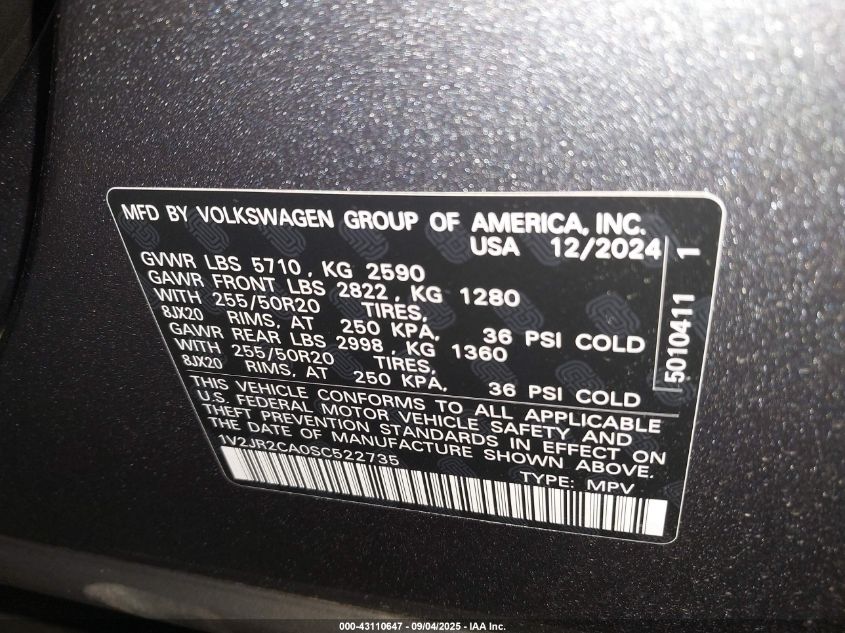 MFD BY VOLKSWAGEN GROUP OF AMERICA, INC.
USA 12/2024
GVWR LBS 5710, KG 2590
GAWR FRONT LBS 2822, KG 1280
WITH 255/50R20 TIRES,
8JX20 RIMS, AT 250 KPA, 36 PSI COLD
GAWR REAR LBS 2998, KG 1360
WITH 255/50R20 TIRES,
8JX20 RIMS, AT 250 KPA, 36 PSI COLD
THIS VEHICLE CONFORMS TO ALL APPLICABLE
U.S. FEDERAL MOTOR VEHICLE SAFETY AND
THEFT PREVENTION STANDARDS IN EFFECT ON
THE DATE OF MANUFACTURE SHOWN ABOVE.
1V2JR2CA0SC522735
TYPE: MPV
5010411 1
000-43110647 - 09/04/2025 - IAA Inc.